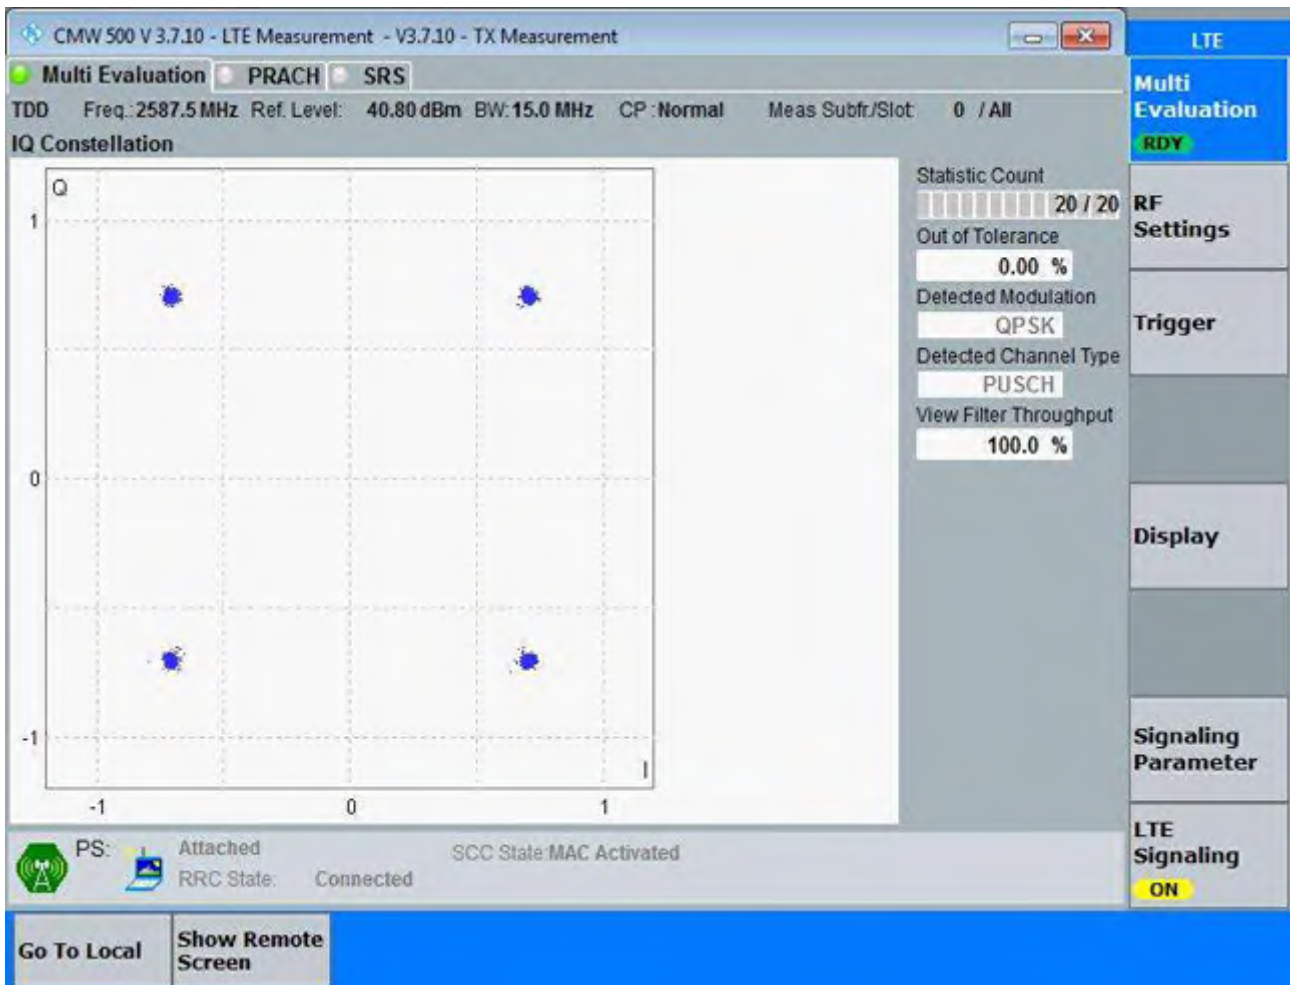 CMW 500 V 3.7.10 - LTE Measurement - V3.7.10 - TX Measurement
LTE
Multi Evaluation PRACH SRS
TDD Freq.:2587.5 MHz Ref. Level: 40.80 dBm BW:15.0 MHz CP :Normal Meas Subfr./Slot: 0 / All
IQ Constellation
Q
1
0
-1
I
-1 0 1
Statistic Count
20 / 20
Out of Tolerance
0.00 %
Detected Modulation
QPSK
Detected Channel Type
PUSCH
View Filter Throughput
100.0 %
Multi
Evaluation
RDY
RF
Settings
Trigger
Display
Signaling
Parameter
LTE
Signaling
ON
PS: Attached SCC State:MAC Activated
RRC State: Connected
Go To Local
Show Remote
Screen